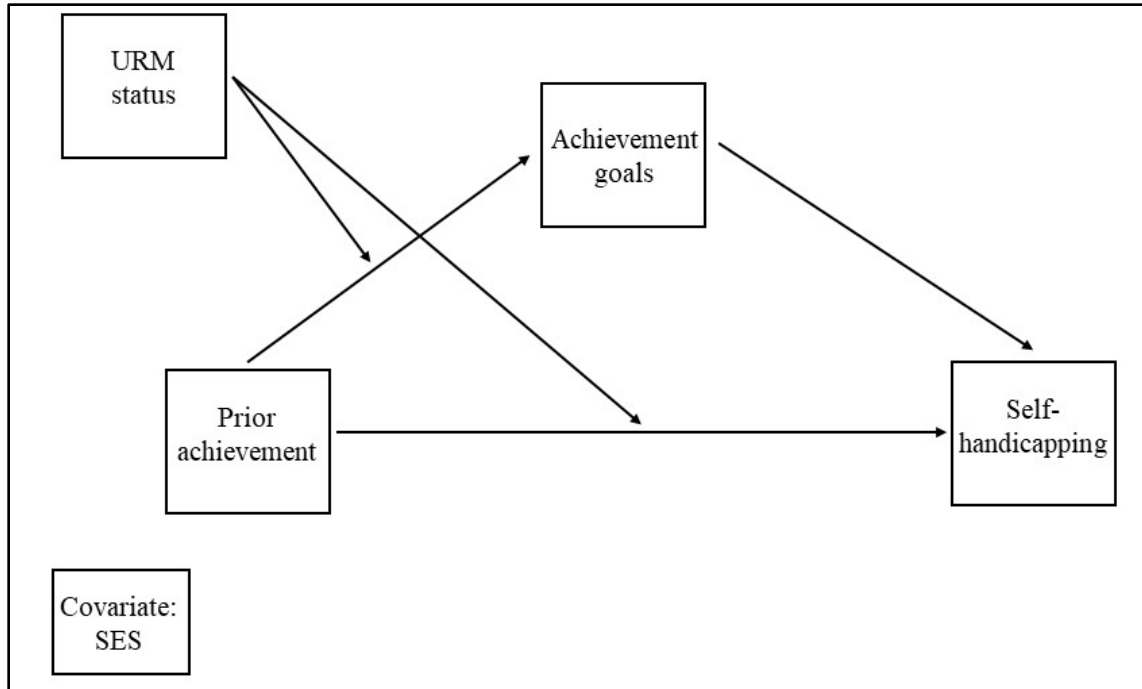 URM
status
Achievement
goals
Prior
achievement
Self-
handicapping
Covariate:
SES